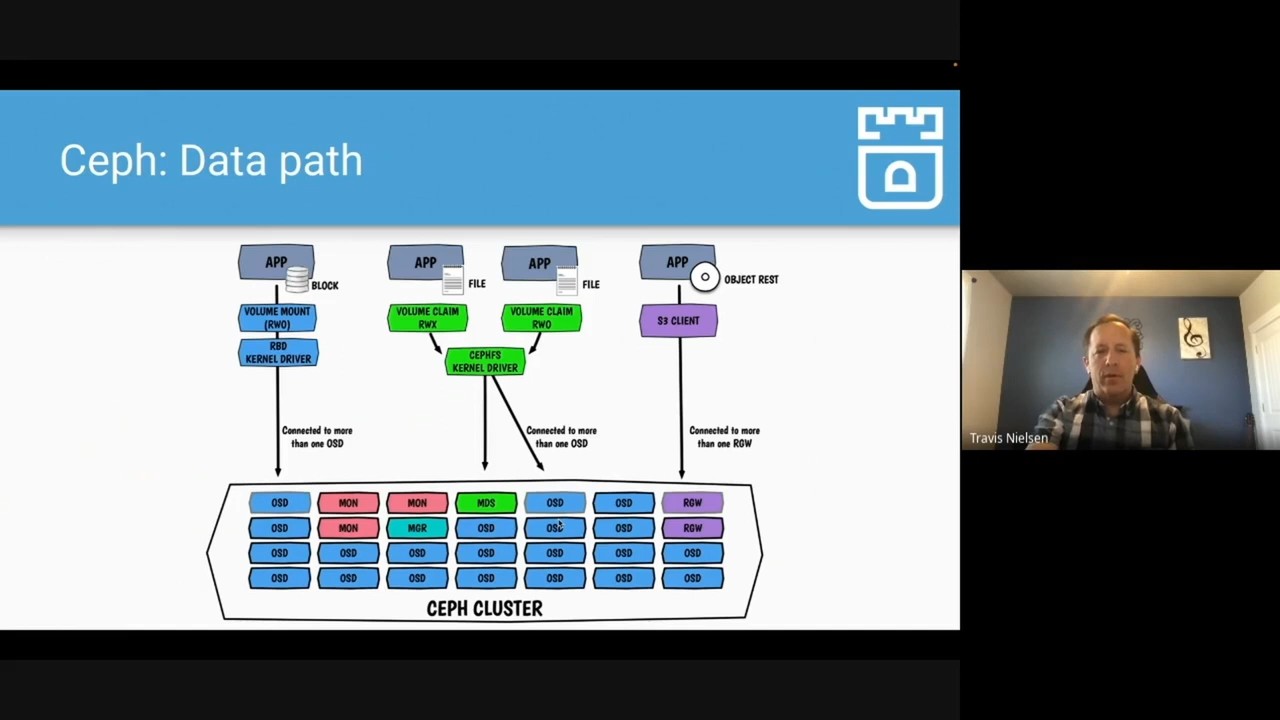 Ceph: Data path
APP
BLOCK
VOLUME MOUNT
(RWO)
RBD
KERNEL DRIVER
Connected to more
than one OSD
APP
FILE
VOLUME CLAIM
RWX
APP
FILE
VOLUME CLAIM
RWO
CEPHFS
KERNEL DRIVER
Connected to more
than one OSD
APP
OBJECT REST
S3 CLIENT
Connected to more
than one RGW
OSD MON MON MDS OSD OSD RGW
OSD MON MGR OSD OSD OSD RGW
OSD OSD OSD OSD OSD OSD OSD
OSD OSD OSD OSD OSD OSD OSD
CEPH CLUSTER
Travis Nielsen